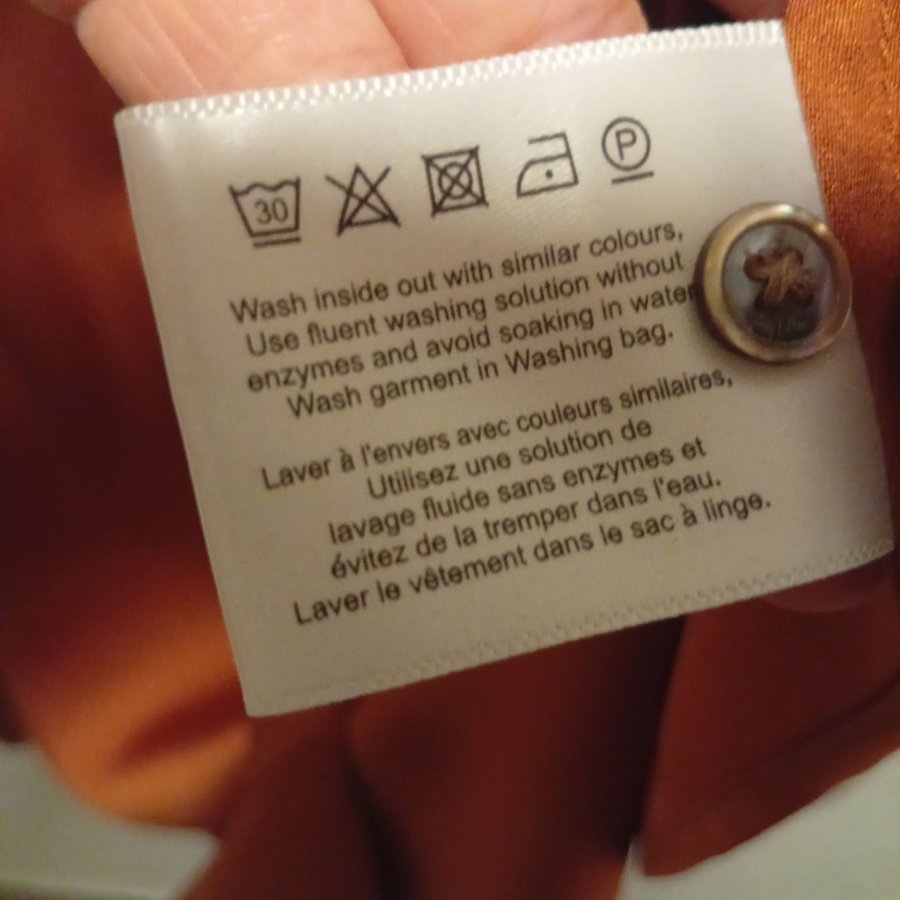 30 P
Wash inside out with similar colours,
Use fluent washing solution without
enzymes and avoid soaking in water
Wash garment in Washing bag.
Laver à l'envers avec couleurs similaires,
Utilisez une solution de
lavage fluide sans enzymes et
évitez de la tremper dans l'eau.
Laver le vêtement dans le sac à linge.